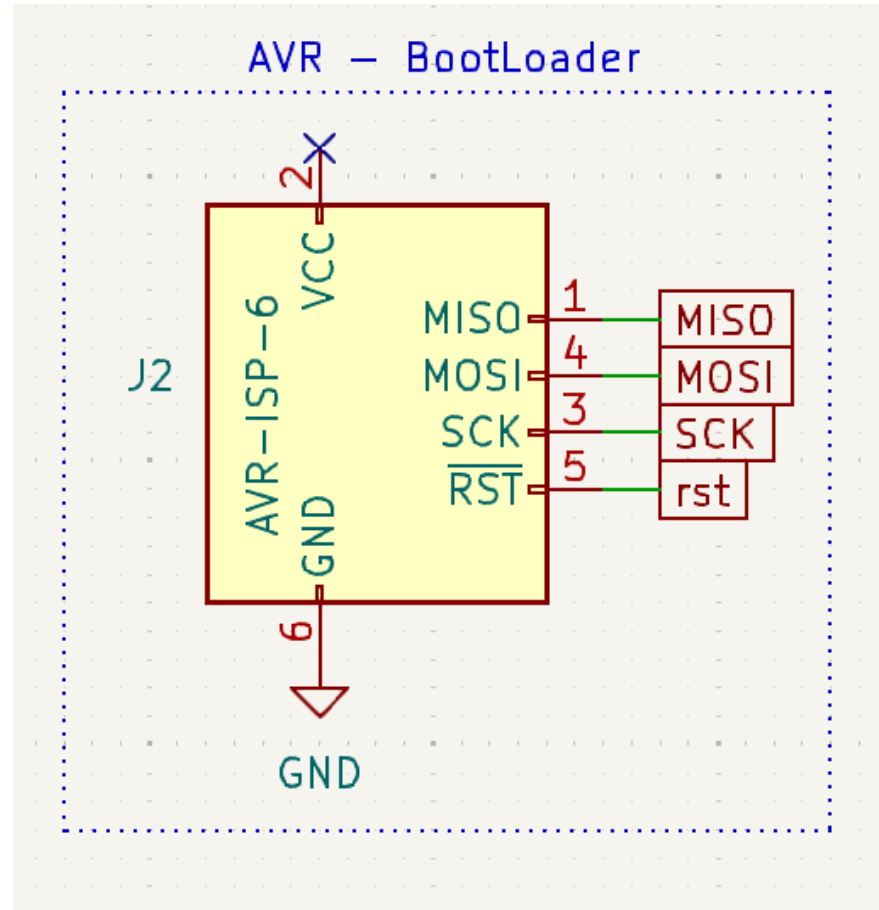 AVR – BootLoader
2
VCC
AVR-ISP-6
J2
MISO 1 MISO
MOSI 4 MOSI
SCK 3 SCK
RST 5 rst
GND
6
GND